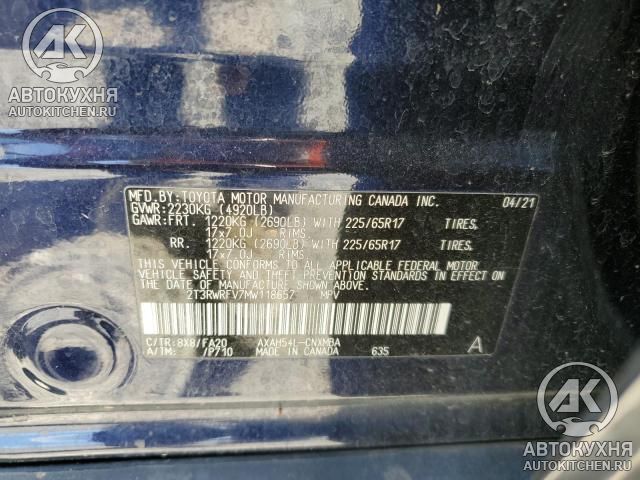 АК
АВТОКУХНЯ
AUTOKITCHEN.RU
MFD.BY:TOYOTA MOTOR MANUFACTURING CANADA INC. 04/21
GVWR:2230KG (4920LB)
GAWR:FRT. 1220KG (2690LB) WITH 225/65R17 TIRES,
17x7.0J RIMS,
RR. 1220KG (2690LB) WITH 225/65R17 TIRES,
17x7.0J RIMS,
THIS VEHICLE CONFORMS TO ALL APPLICABLE FEDERAL MOTOR
VEHICLE SAFETY AND THEFT PREVENTION STANDARDS IN EFFECT ON
THE DATE OF MANUFACTURE SHOWN ABOVE.
2T3RWRFV7MW118657 MPV
C/TR:8X8/FA20 AXAH54L-CNXMBA
A/TM: /P710 MADE IN CANADA 635 A
АК
АВТОКУХНЯ
AUTOKITCHEN.RU